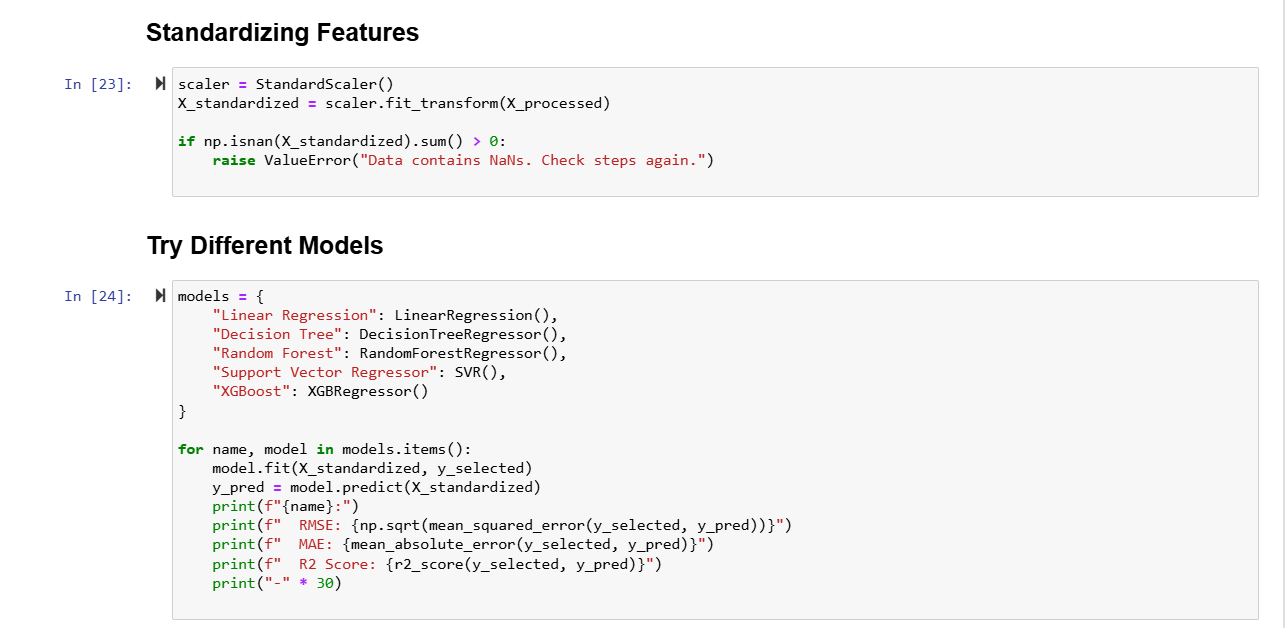 Standardizing Features
In [23]:
scaler = StandardScaler()
X_standardized = scaler.fit_transform(X_processed)
if np.isnan(X_standardized).sum() > 0:
    raise ValueError("Data contains NaNs. Check steps again.")
Try Different Models
In [24]:
models = {
    "Linear Regression": LinearRegression(),
    "Decision Tree": DecisionTreeRegressor(),
    "Random Forest": RandomForestRegressor(),
    "Support Vector Regressor": SVR(),
    "XGBoost": XGBRegressor()
}
for name, model in models.items():
    model.fit(X_standardized, y_selected)
    y_pred = model.predict(X_standardized)
    print(f"{name}:")
    print(f"  RMSE: {np.sqrt(mean_squared_error(y_selected, y_pred))}")
    print(f"  MAE: {mean_absolute_error(y_selected, y_pred)}")
    print(f"  R2 Score: {r2_score(y_selected, y_pred)}")
    print("-" * 30)